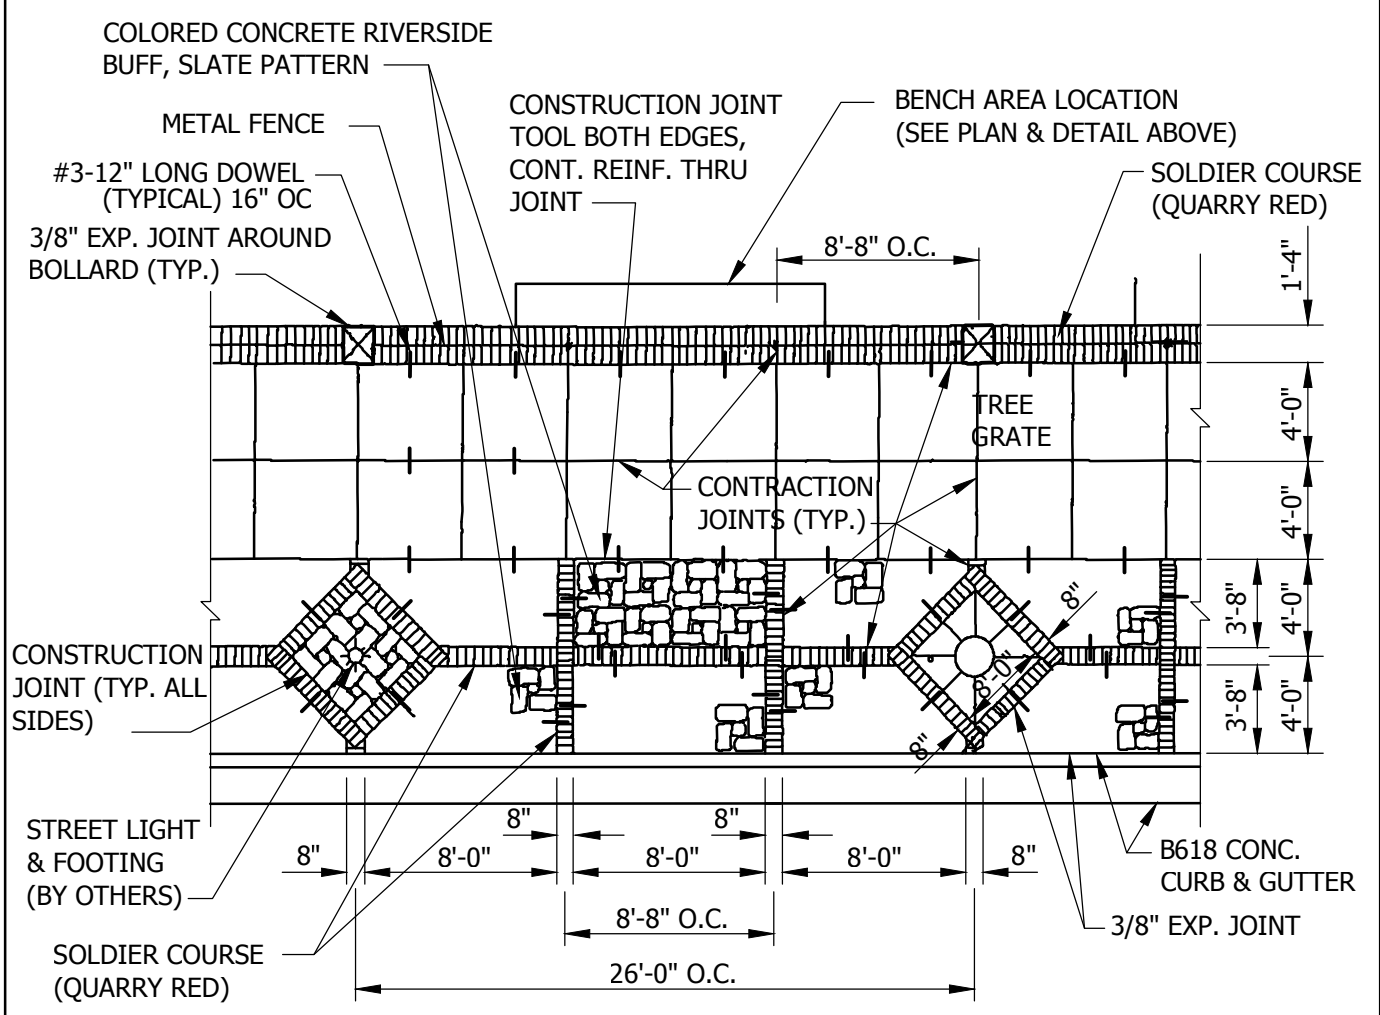 COLORED CONCRETE RIVERSIDE
BUFF, SLATE PATTERN
METAL FENCE
#3-12" LONG DOWEL
(TYPICAL) 16" OC
3/8" EXP. JOINT AROUND
BOLLARD (TYP.)
CONSTRUCTION JOINT
TOOL BOTH EDGES,
CONT. REINF. THRU
JOINT
BENCH AREA LOCATION
(SEE PLAN & DETAIL ABOVE)
SOLDIER COURSE
(QUARRY RED)
8'-8" O.C.
1'-4"
TREE
GRATE
4'-0"
CONTRACTION
JOINTS (TYP.)
4'-0"
8"
3'-8"
4'-0"
8'-0"
8"
3'-8"
4'-0"
CONSTRUCTION
JOINT (TYP. ALL
SIDES)
STREET LIGHT
& FOOTING
(BY OTHERS)
8"
8"
8"
8'-0"
8'-0"
8'-0"
8"
B618 CONC.
CURB & GUTTER
8'-8" O.C.
3/8" EXP. JOINT
SOLDIER COURSE
(QUARRY RED)
26'-0" O.C.